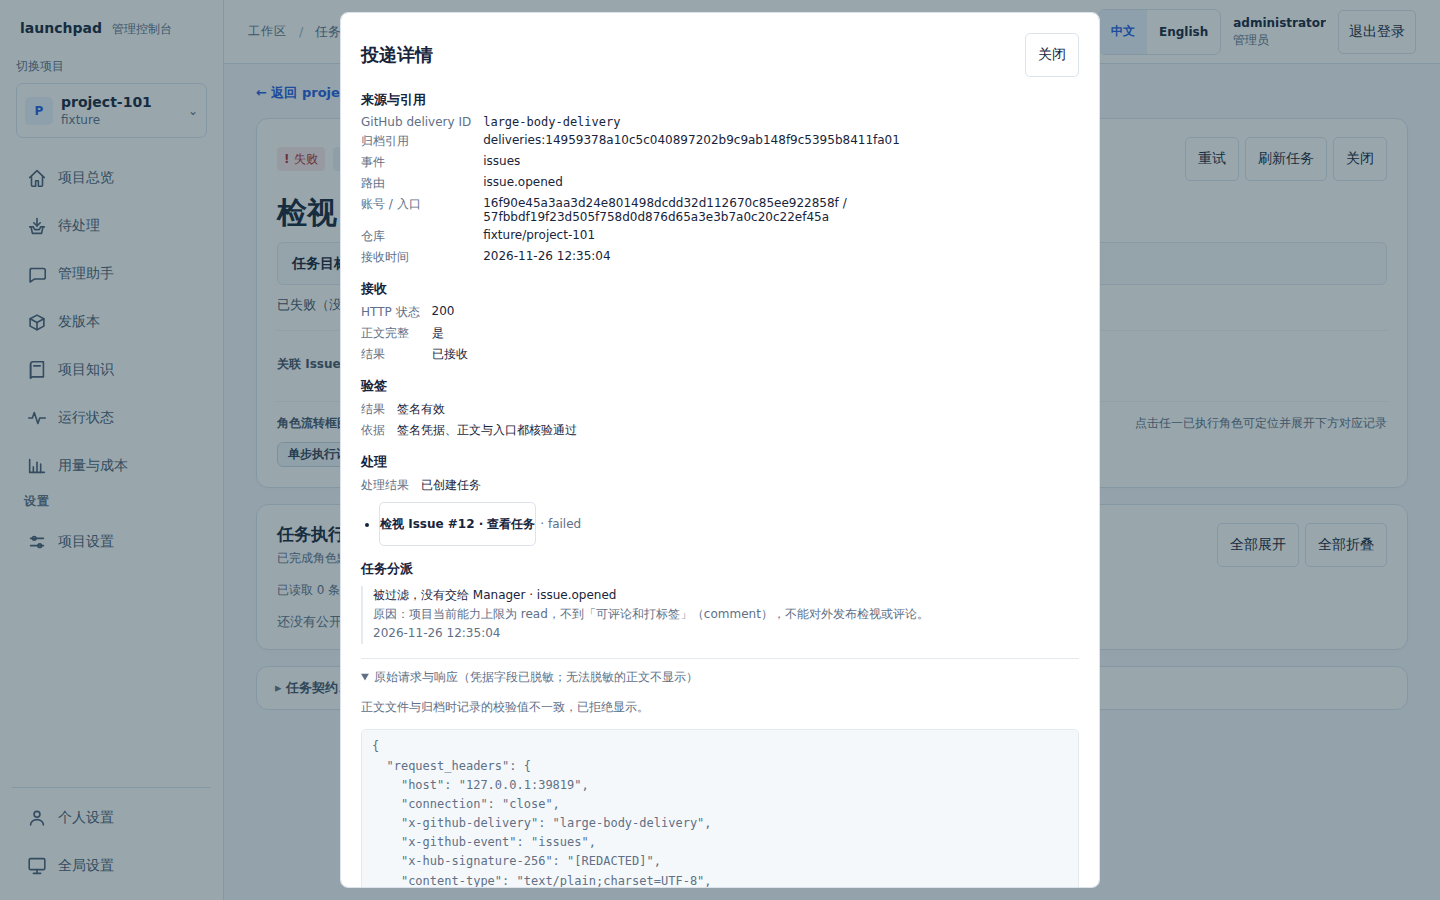 launchpad 管理控制台
切换项目
P
project-101
fixture
项目总览
待处理
管理助手
发版本
项目知识
运行状态
用量与成本
设置
项目设置
个人设置
全局设置
工作区 / 任务
中文 English
administrator
管理员
退出登录
← 返回 proje
! 失败
重试 刷新任务 关闭
检视
任务目标
已失败（没
关联 Issue
角色流转框图
点击任一已执行角色可定位并展开下方对应记录
单步执行
任务执行
全部展开 全部折叠
已完成角色
已读取 0 条
还没有公开
▸ 任务契约
投递详情
关闭
来源与引用
GitHub delivery ID large-body-delivery
归档引用 deliveries:14959378a10c5c040897202b9c9ab148f9c5395b8411fa01
事件 issues
路由 issue.opened
账号 / 入口 16f90e45a3aa3d24e801498dcdd32d112670c85ee922858f /
57fbbdf19f23d505f758d0d876d65a3e3b7a0c20c22ef45a
仓库 fixture/project-101
接收时间 2026-11-26 12:35:04
接收
HTTP 状态 200
正文完整 是
结果 已接收
验签
结果 签名有效
依据 签名凭据、正文与入口都核验通过
处理
处理结果 已创建任务
• 检视 Issue #12 · 查看任务 · failed
任务分派
被过滤，没有交给 Manager · issue.opened
原因：项目当前能力上限为 read，不到「可评论和打标签」（comment），不能对外发布检视或评论。
2026-11-26 12:35:04
▼ 原始请求与响应（凭据字段已脱敏；无法脱敏的正文不显示）
正文文件与归档时记录的校验值不一致，已拒绝显示。
{
"request_headers": {
"host": "127.0.0.1:39819",
"connection": "close",
"x-github-delivery": "large-body-delivery",
"x-github-event": "issues",
"x-hub-signature-256": "[REDACTED]",
"content-type": "text/plain;charset=UTF-8",